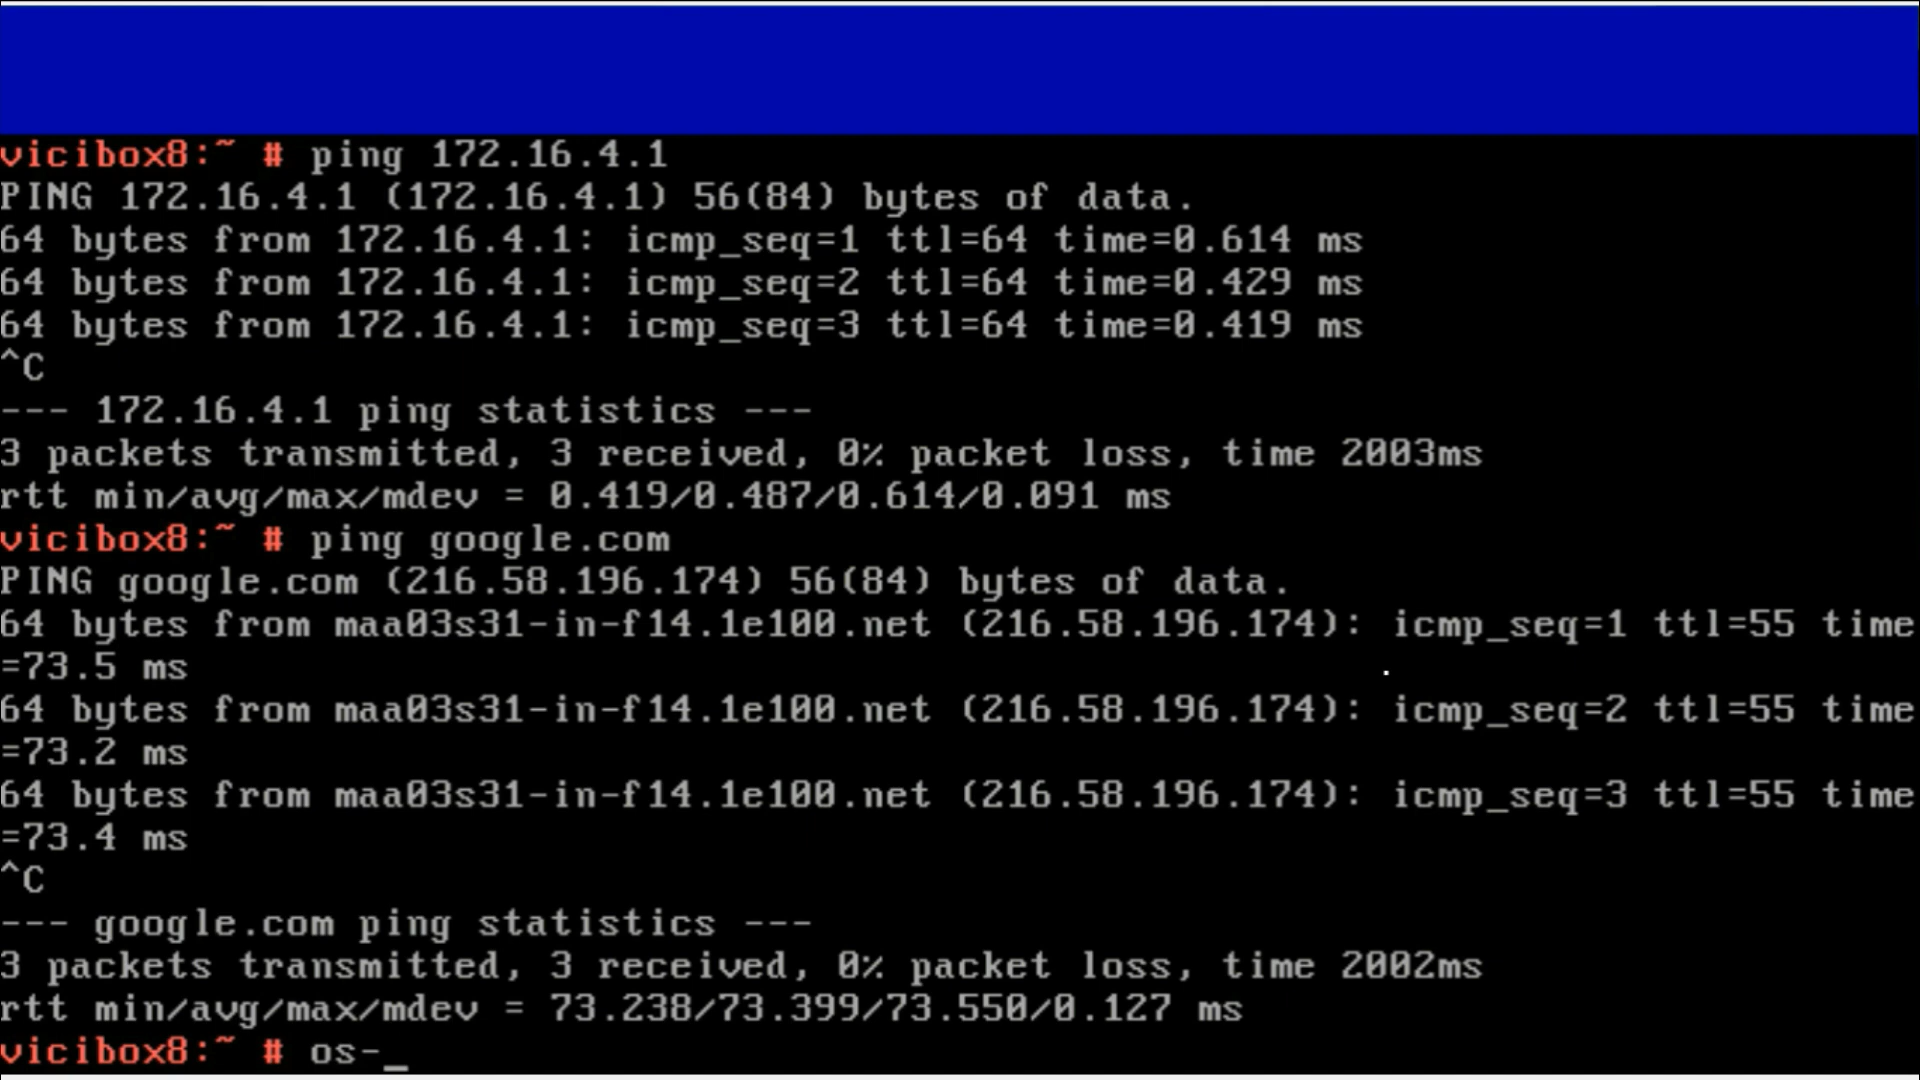 vicibox8:~ # ping 172.16.4.1
PING 172.16.4.1 (172.16.4.1) 56(84) bytes of data.
64 bytes from 172.16.4.1: icmp_seq=1 ttl=64 time=0.614 ms
64 bytes from 172.16.4.1: icmp_seq=2 ttl=64 time=0.429 ms
64 bytes from 172.16.4.1: icmp_seq=3 ttl=64 time=0.419 ms
^C
--- 172.16.4.1 ping statistics ---
3 packets transmitted, 3 received, 0% packet loss, time 2003ms
rtt min/avg/max/mdev = 0.419/0.487/0.614/0.091 ms
vicibox8:~ # ping google.com
PING google.com (216.58.196.174) 56(84) bytes of data.
64 bytes from maa03s31-in-f14.1e100.net (216.58.196.174): icmp_seq=1 ttl=55 time
=73.5 ms
64 bytes from maa03s31-in-f14.1e100.net (216.58.196.174): icmp_seq=2 ttl=55 time
=73.2 ms
64 bytes from maa03s31-in-f14.1e100.net (216.58.196.174): icmp_seq=3 ttl=55 time
=73.4 ms
^C
--- google.com ping statistics ---
3 packets transmitted, 3 received, 0% packet loss, time 2002ms
rtt min/avg/max/mdev = 73.238/73.399/73.550/0.127 ms
vicibox8:~ # os-_